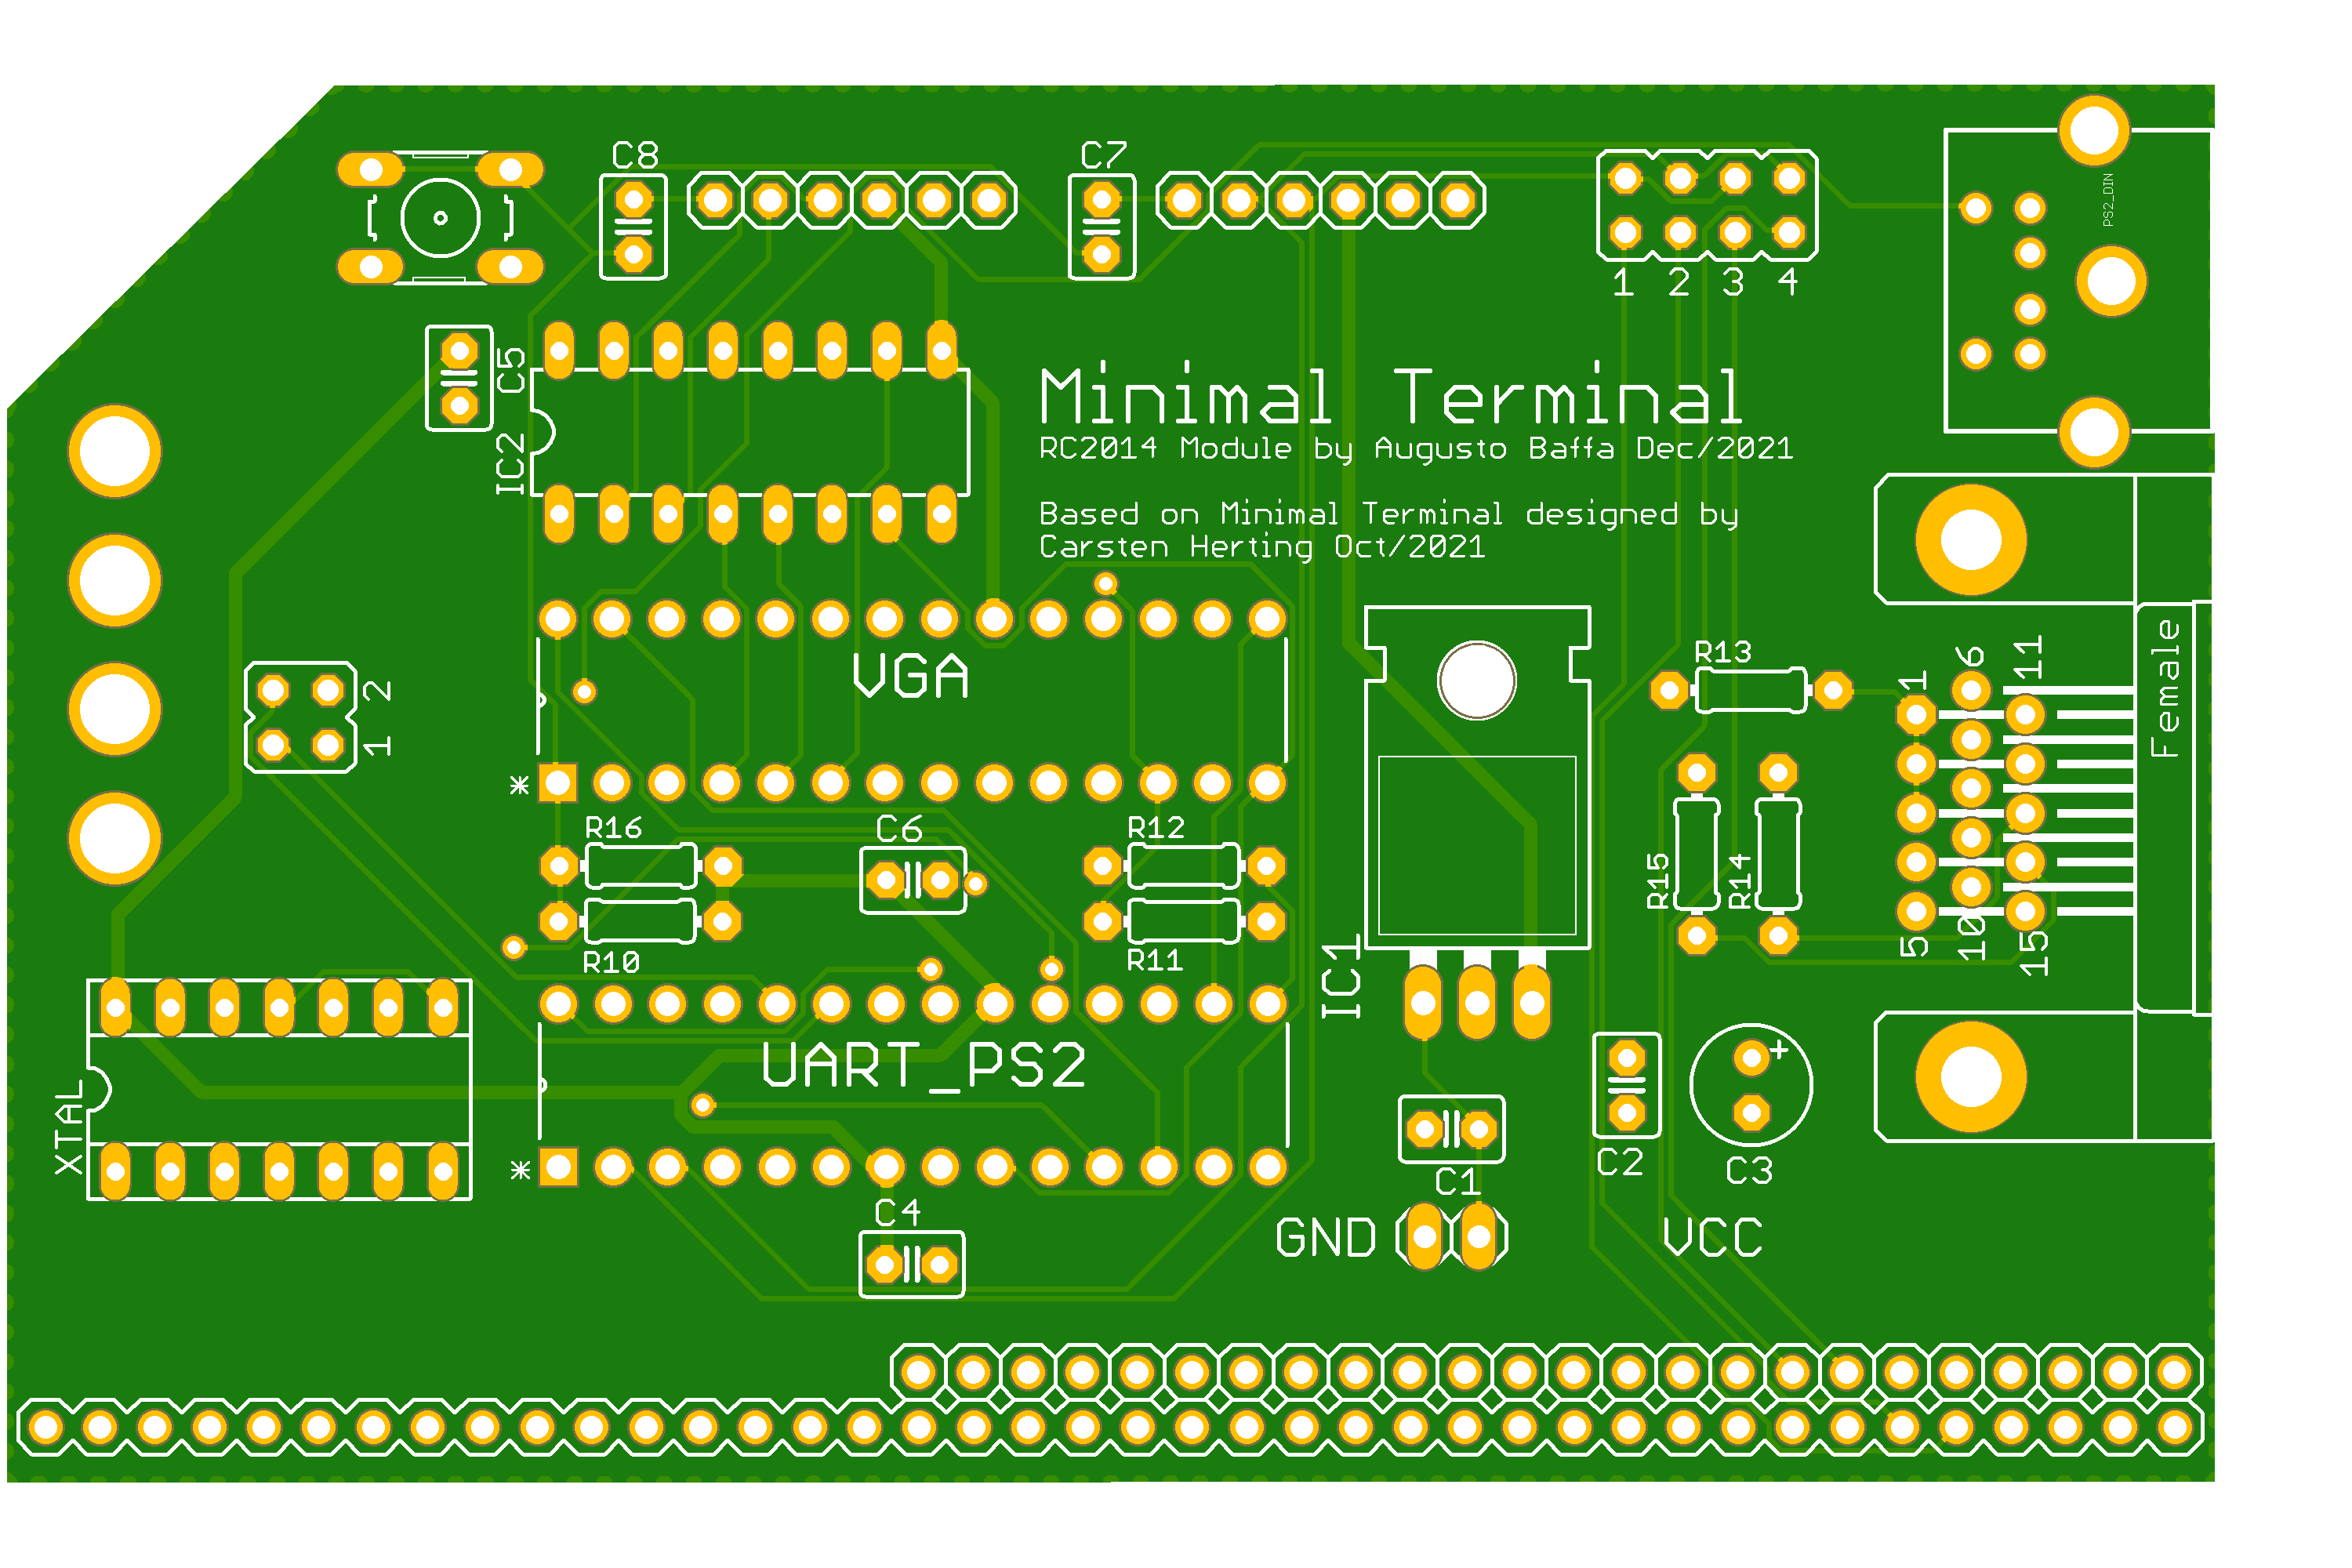 C8
C7
PS2_DIN
1 2 3 4
C5
IC2
Minimal Terminal
RC2014 Module by Augusto Baffa Dec/2021
Based on Minimal Terminal designed by
Carsten Herting Oct/2021
VGA
R13
1
6
11
Female
2
1
*
R16
C6
R12
R15
R14
R10
R11
5
10
15
IC1
UART_PS2
+
XTAL
*
C1
C2
C3
C4
GND
VCC